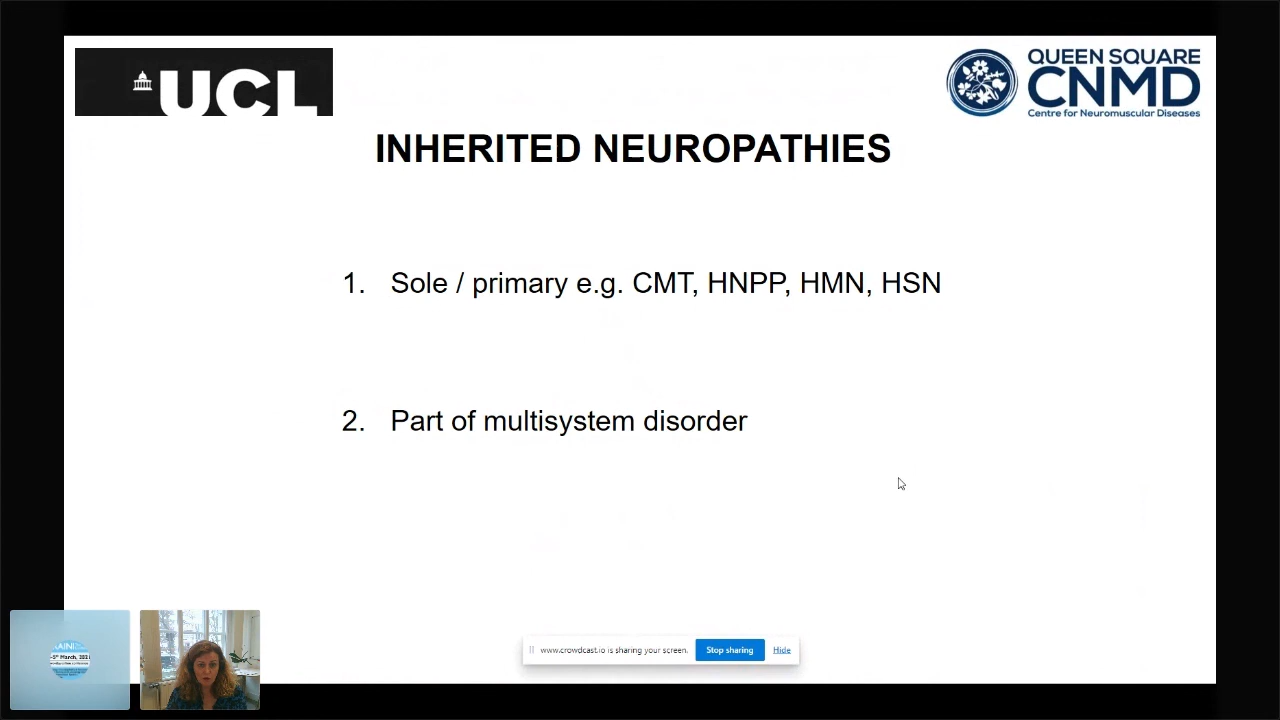 UCL
QUEEN SQUARE
CNMD
Centre for Neuromuscular Diseases
INHERITED NEUROPATHIES
1. Sole / primary e.g. CMT, HNPP, HMN, HSN
2. Part of multisystem disorder
www.crowdcast.io is sharing your screen.
Stop sharing
Hide
March,